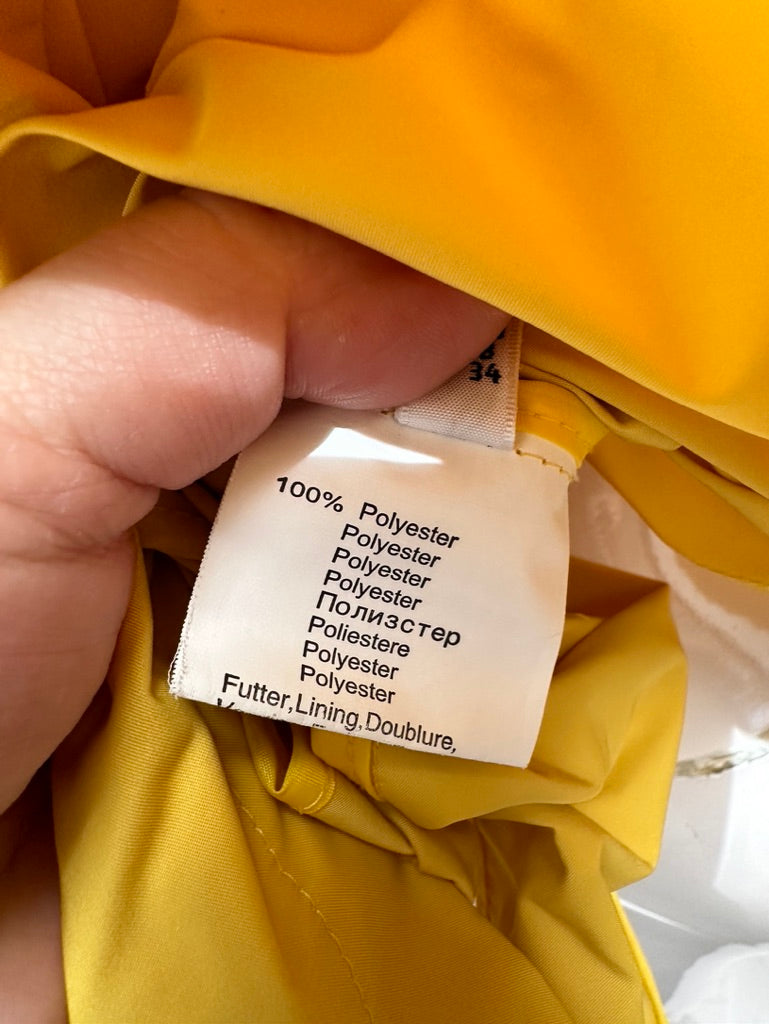 34
100% Polyester
Polyester
Polyester
Polyester
Полизстер
Poliestere
Polyester
Polyester
Futter,Lining,Doublure,